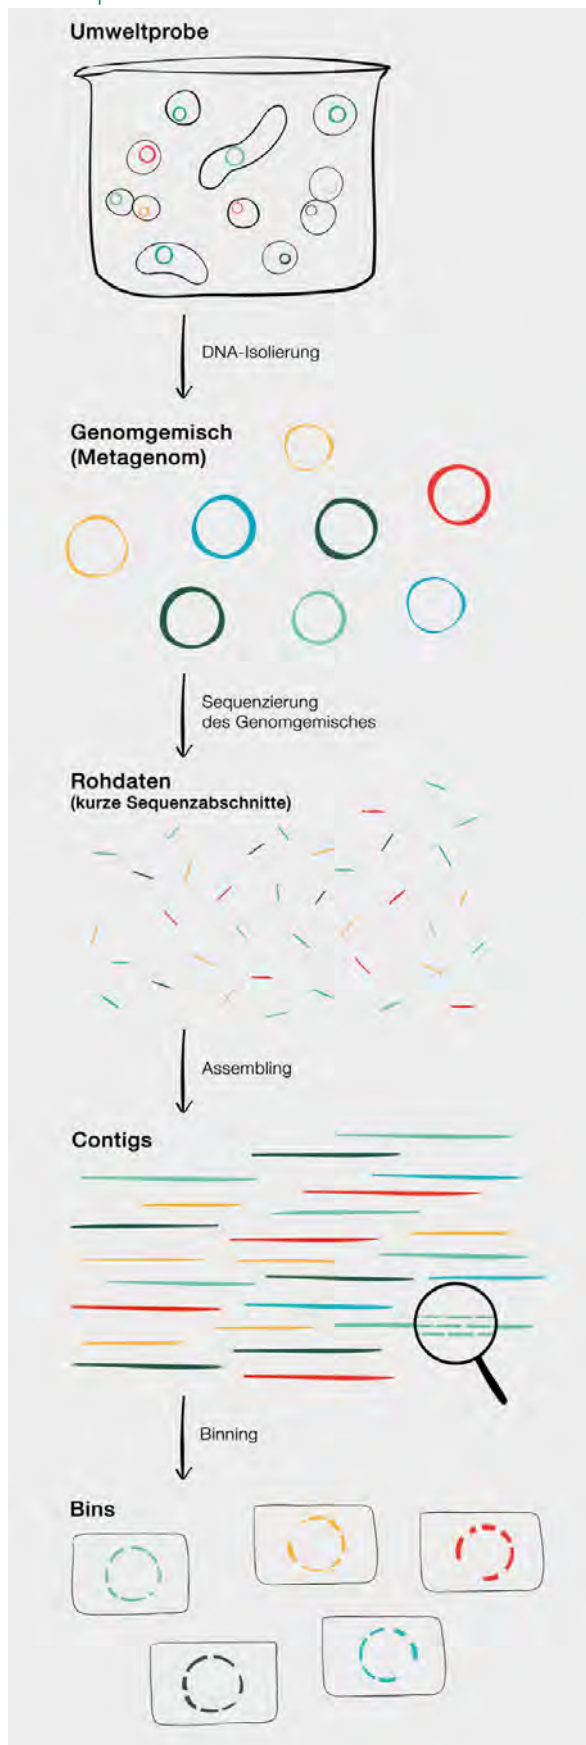 Umweltprobe
DNA-Isolierung
Genomgemisch
(Metagenom)
Sequenzierung
des Genomgemisches
Rohdaten
(kurze Sequenzabschnitte)
Assembling
Contigs
Binning
Bins